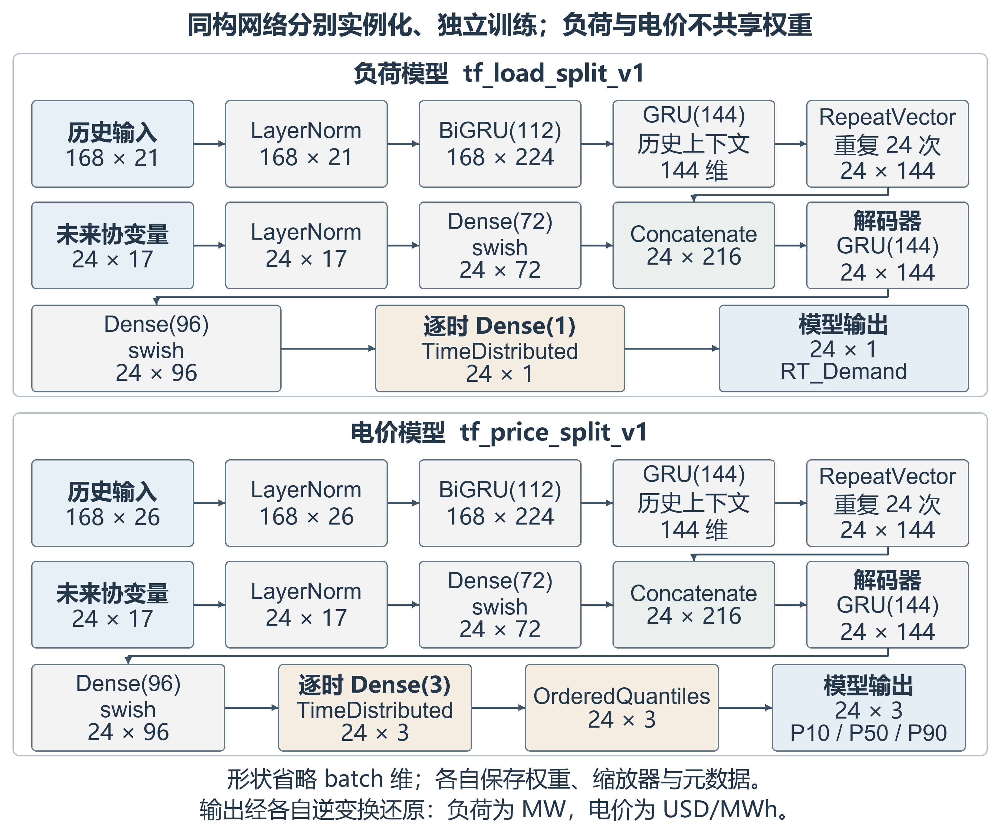 同构网络分别实例化、独立训练；负荷与电价不共享权重
负荷模型 tf_load_split_v1
历史输入
168 × 21
LayerNorm
168 × 21
BiGRU(112)
168 × 224
GRU(144)
历史上下文
144 维
RepeatVector
重复 24 次
24 × 144
未来协变量
24 × 17
LayerNorm
24 × 17
Dense(72)
swish
24 × 72
Concatenate
24 × 216
解码器
GRU(144)
24 × 144
Dense(96)
swish
24 × 96
逐时 Dense(1)
TimeDistributed
24 × 1
模型输出
24 × 1
RT_Demand
电价模型 tf_price_split_v1
历史输入
168 × 26
LayerNorm
168 × 26
BiGRU(112)
168 × 224
GRU(144)
历史上下文
144 维
RepeatVector
重复 24 次
24 × 144
未来协变量
24 × 17
LayerNorm
24 × 17
Dense(72)
swish
24 × 72
Concatenate
24 × 216
解码器
GRU(144)
24 × 144
Dense(96)
swish
24 × 96
逐时 Dense(3)
TimeDistributed
24 × 3
OrderedQuantiles
24 × 3
模型输出
24 × 3
P10 / P50 / P90
形状省略 batch 维；各自保存权重、缩放器与元数据。
输出经各自逆变换还原：负荷为 MW，电价为 USD/MWh。